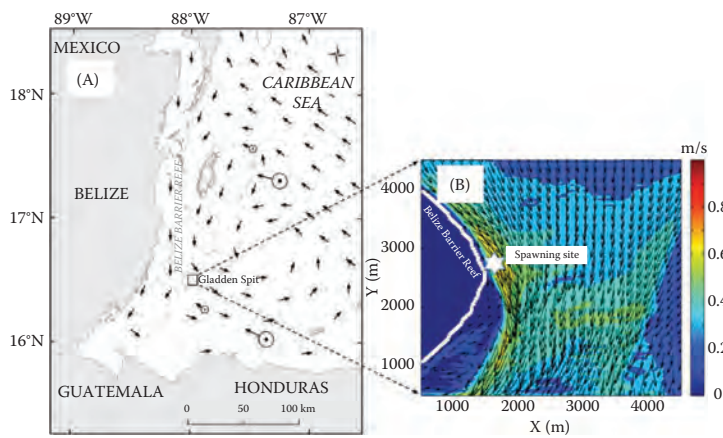 89°W
88°W
87°W
MEXICO
(A)
CARIBBEAN
SEA
18°N
BELIZE
BELIZE BARRIER REEF
17°N
Gladden Spit
16°N
GUATEMALA
HONDURAS
0 50 100 km
m/s
(B)
4000
Belize Barrier Reef
Spawning site
3000
Y (m)
2000
1000
0.8
0.6
0.4
0.2
0
1000 2000 3000 4000
X (m)